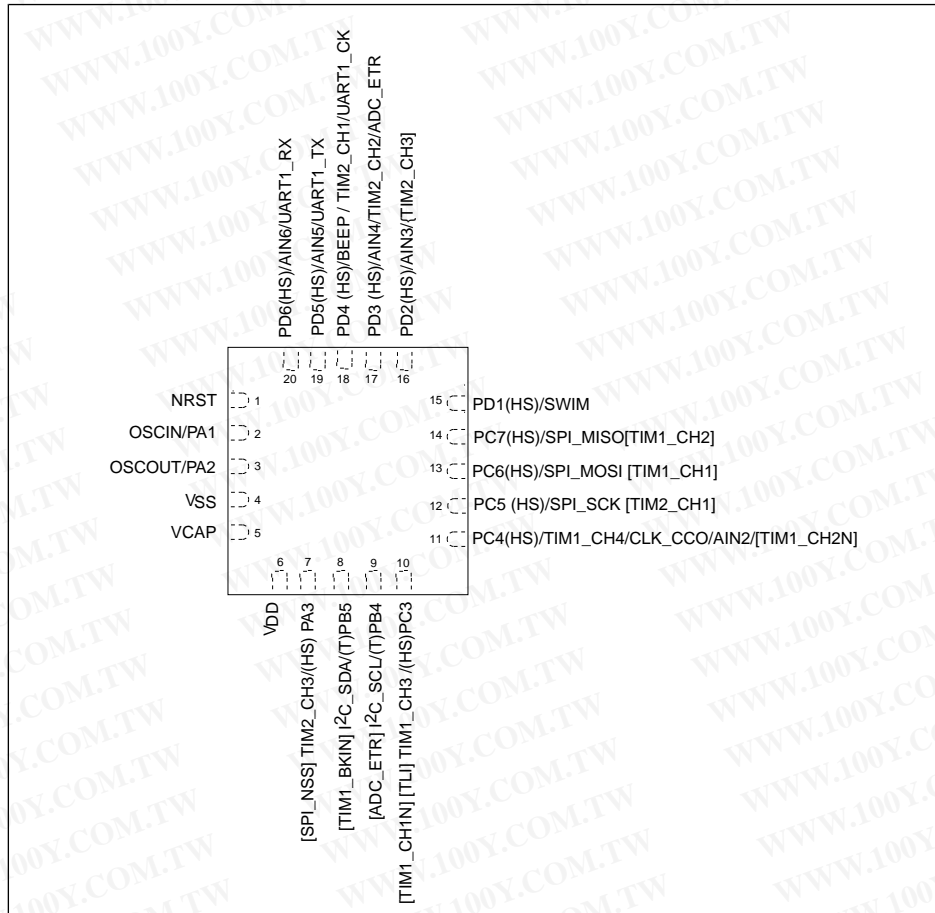 PD6(HS)/AIN6/UART1_RX
PD5(HS)/AIN5/UART1_TX
PD4 (HS)/BEEP / TIM2_CH1/UART1_CK
PD3 (HS)/AIN4/TIM2_CH2/ADC_ETR
PD2(HS)/AIN3/{TIM2_CH3]
20 19 18 17 16
NRST 1
OSCIN/PA1 2
OSCOUT/PA2 3
VSS 4
VCAP 5
15 PD1(HS)/SWIM
14 PC7(HS)/SPI_MISO[TIM1_CH2]
13 PC6(HS)/SPI_MOSI [TIM1_CH1]
12 PC5 (HS)/SPI_SCK [TIM2_CH1]
11 PC4(HS)/TIM1_CH4/CLK_CCO/AIN2/[TIM1_CH2N]
6 7 8 9 10
VDD
[SPI_NSS] TIM2_CH3/(HS) PA3
[TIM1_BKIN] I²C_SDA/(T)PB5
[ADC_ETR] I²C_SCL/(T)PB4
[TIM1_CH1N] [TLI] TIM1_CH3 /(HS)PC3
WWW.100Y.COM.TW